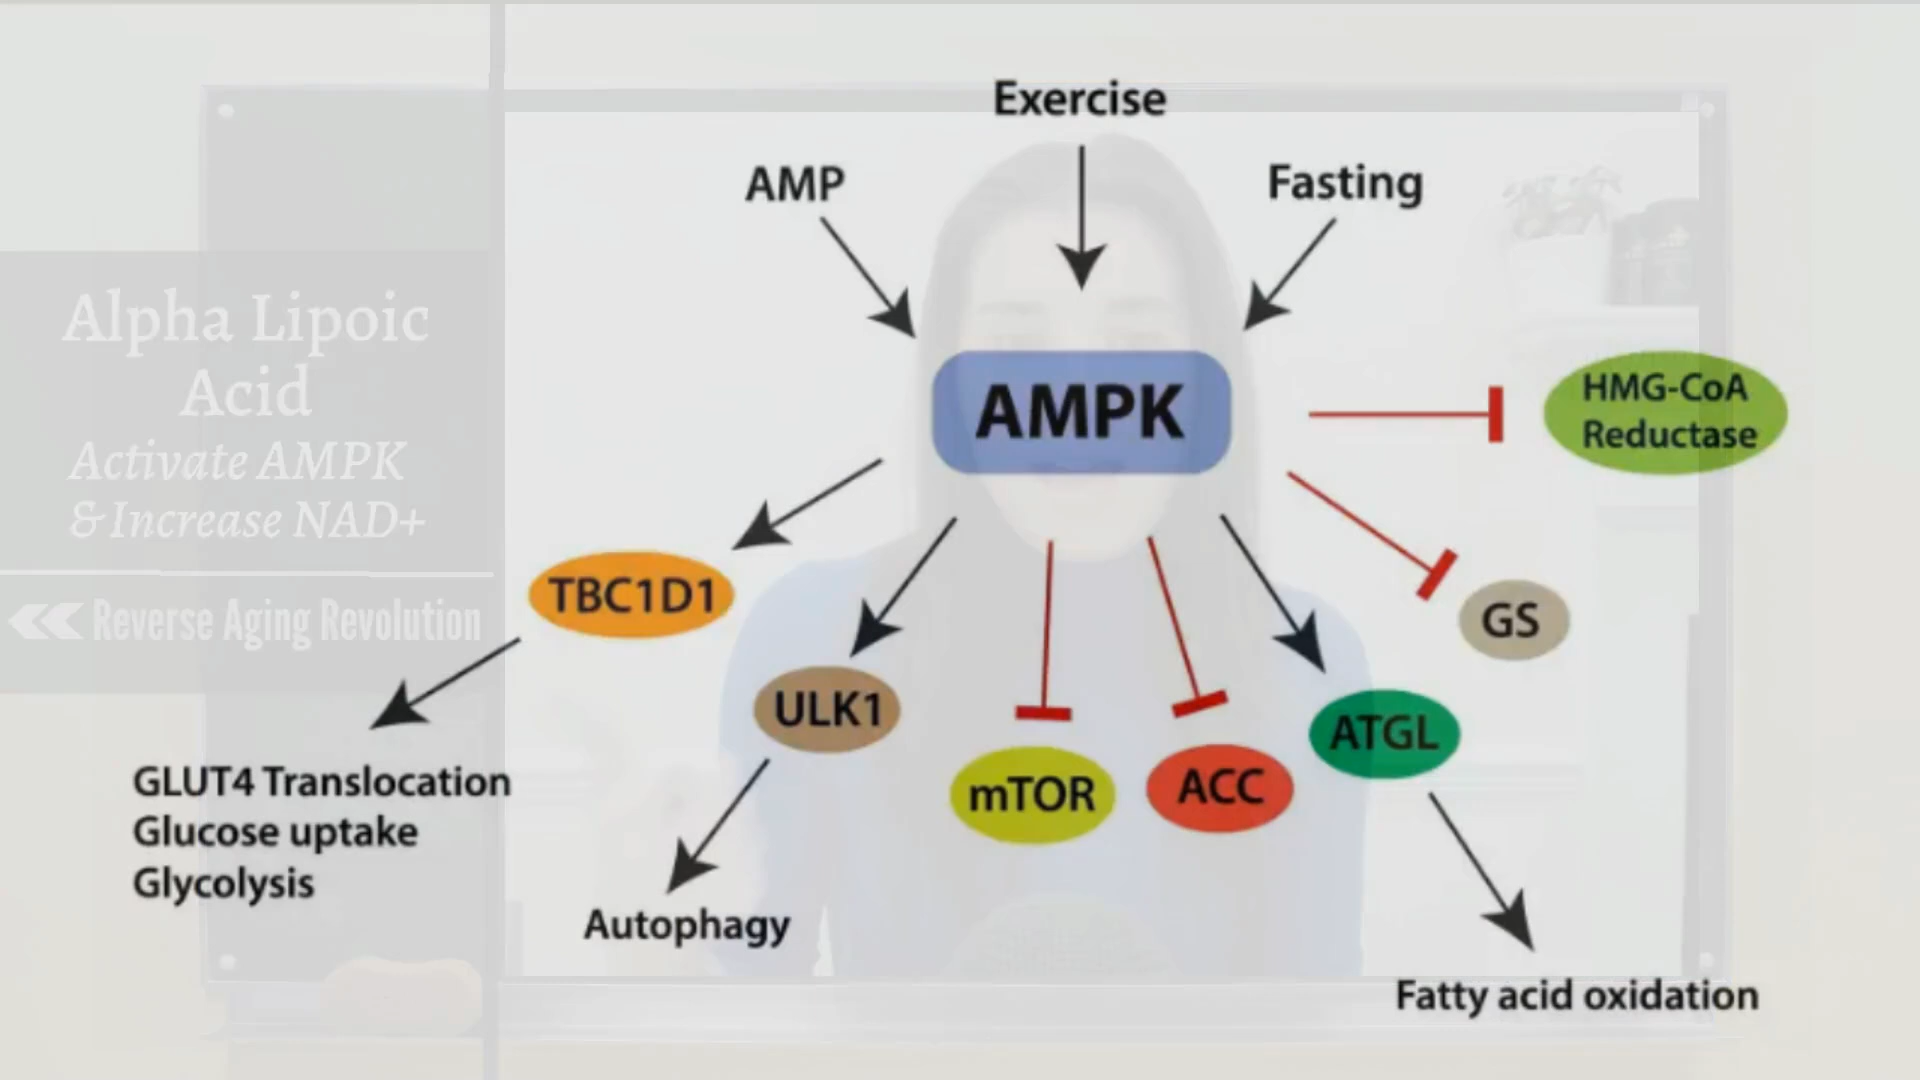 Exercise
AMP
Fasting
AMPK
HMG-CoA
Reductase
Alpha Lipoic
Acid
Activate AMPK
& Increase NAD+
Reverse Aging Revolution
TBC1D1
GS
ULK1
mTOR
ACC
ATGL
GLUT4 Translocation
Glucose uptake
Glycolysis
Autophagy
Fatty acid oxidation